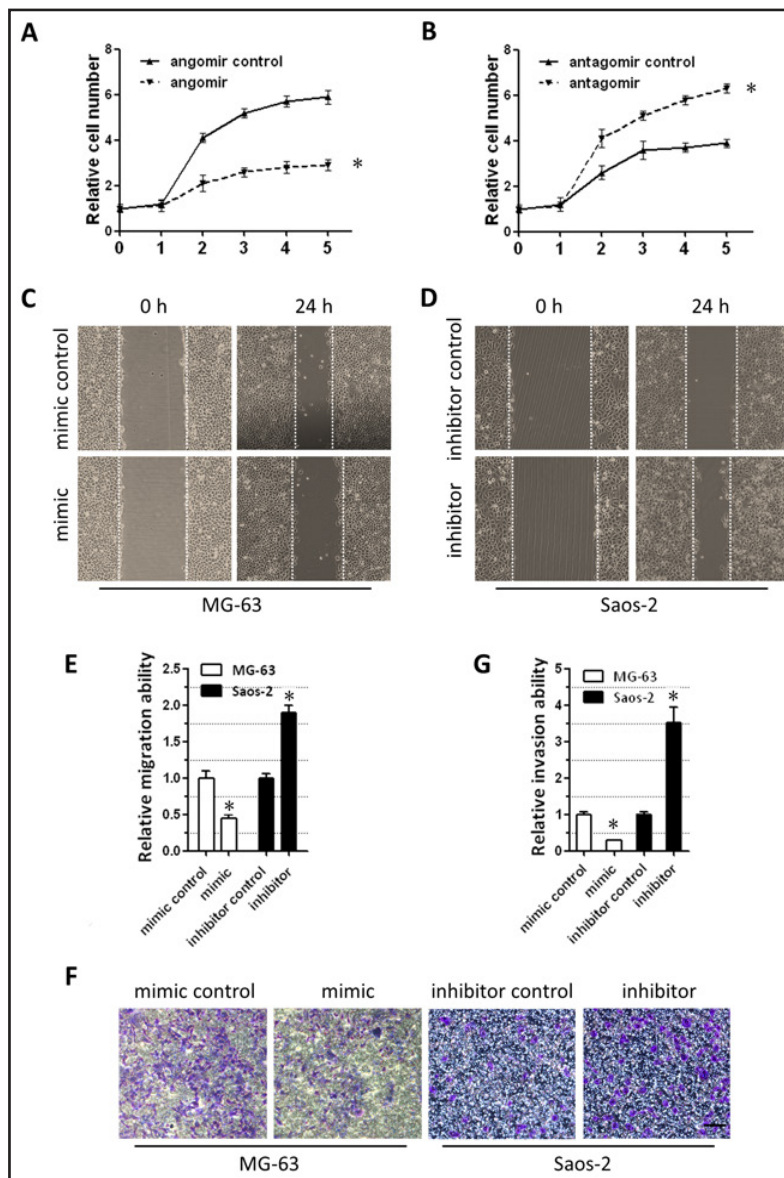 A
angomir control
angomir
Relative cell number
8
6
4
2
0
*
0 1 2 3 4 5
B
antagomir control
antagomir
Relative cell number
8
6
4
2
0
*
0 1 2 3 4 5
C
0 h 24 h
mimic control
mimic
MG-63
D
0 h 24 h
inhibitor control
inhibitor
Saos-2
E
MG-63
Saos-2
Relative migration ability
2.5
2.0
1.5
1.0
0.5
0.0
* *
mimic control
mimic
inhibitor control
inhibitor
G
MG-63
Saos-2
Relative invasion ability
5
4
3
2
1
0
* *
mimic control
mimic
inhibitor control
inhibitor
F
mimic control mimic inhibitor control inhibitor
MG-63 Saos-2